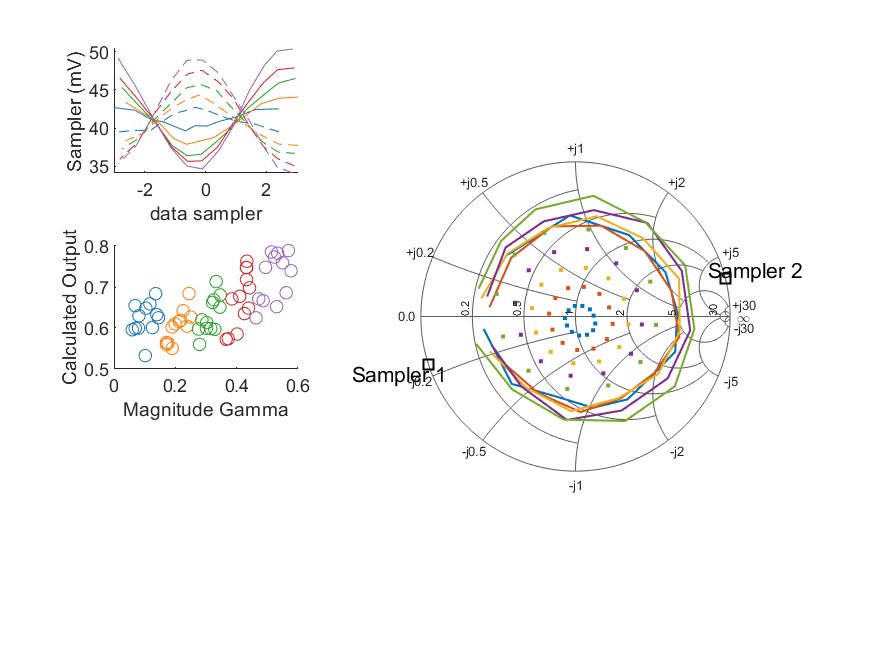 50
45
40
35
Sampler (mV)
-2 0 2
data sampler
0.8
0.7
0.6
0.5
Calculated Output
0 0.2 0.4 0.6
Magnitude Gamma
+j1
+j0.5 +j2
+j0.2 +j5
Sampler 2
0.2 0.5 1 2 5 30
+j30
0.0 ∞
-j30
Sampler 1
-j0.2 -j5
-j0.5 -j2
-j1